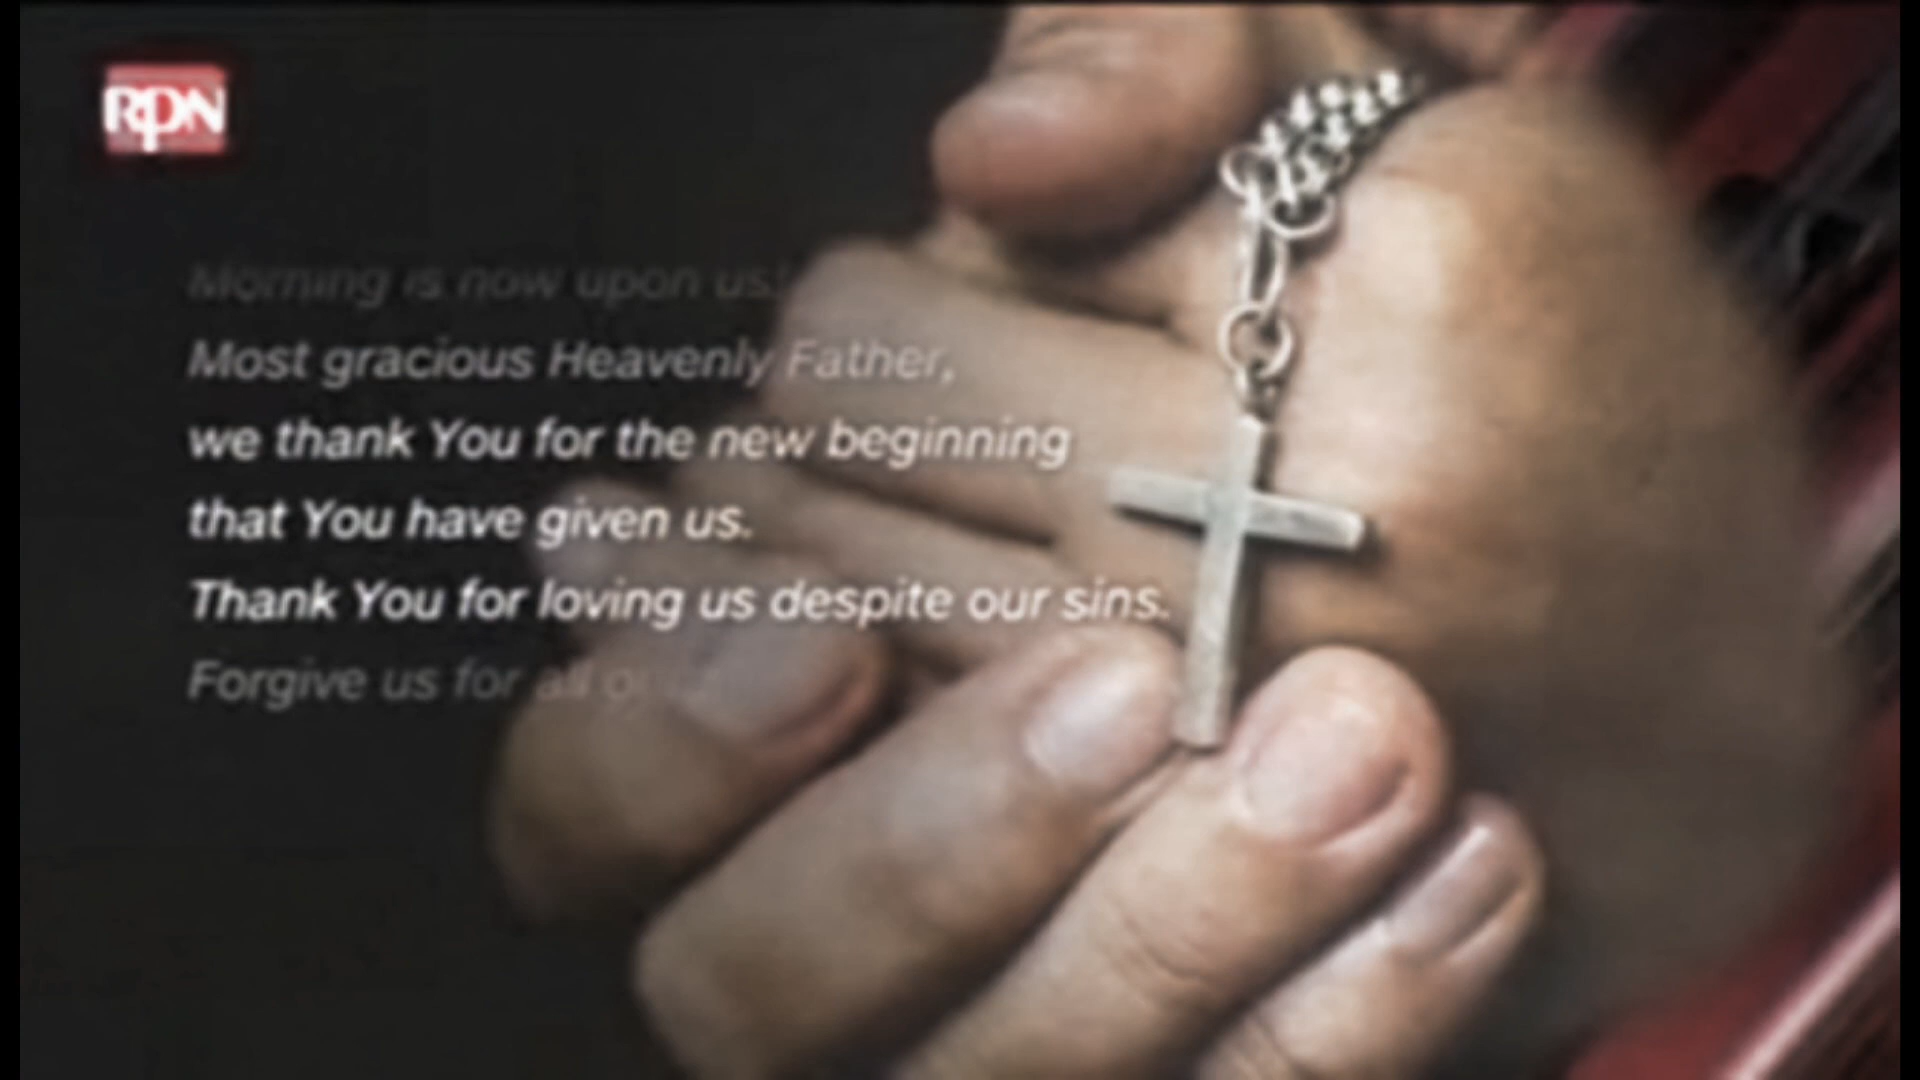 RPN
Morning is now upon us!
Most gracious Heavenly Father,
we thank You for the new beginning
that You have given us.
Thank You for loving us despite our sins.
Forgive us for all